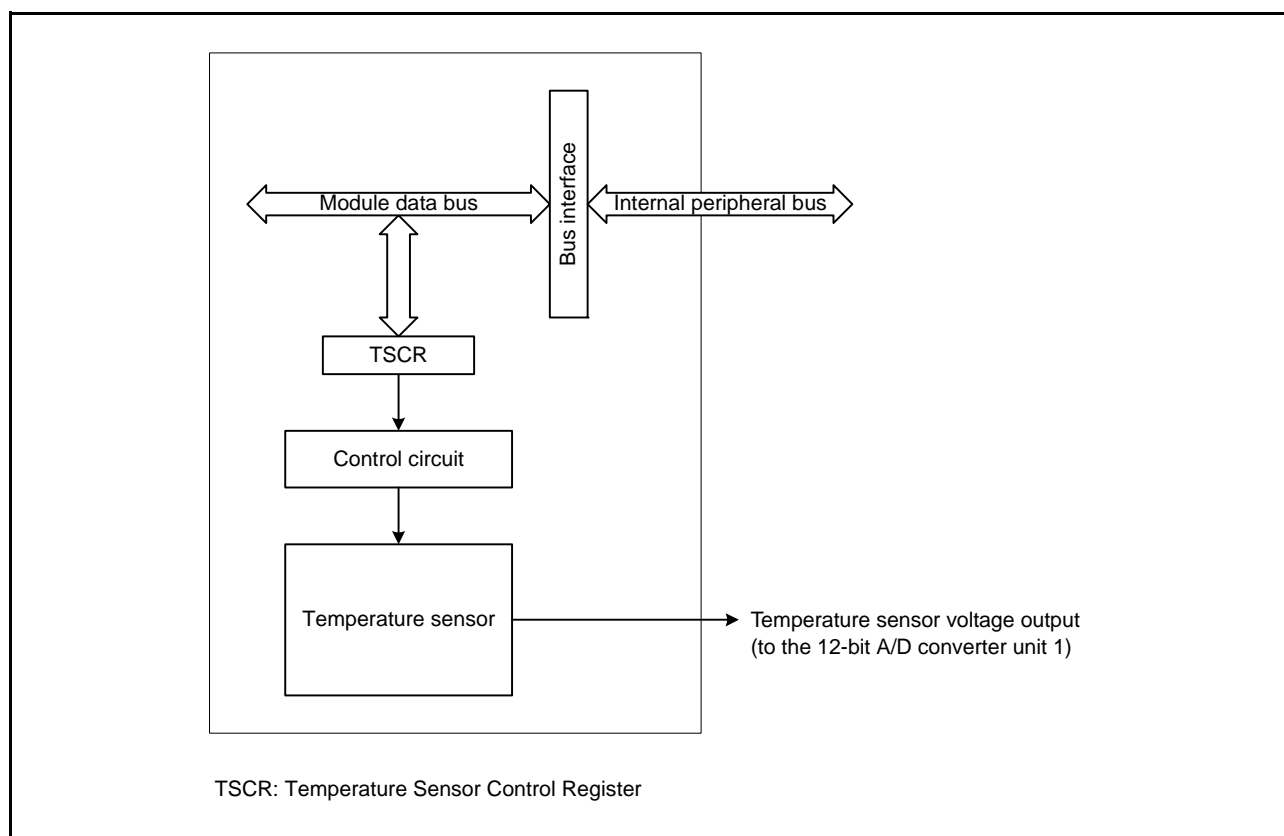 Bus interface
Module data bus
Internal peripheral bus
TSCR
Control circuit
Temperature sensor
Temperature sensor voltage output
(to the 12-bit A/D converter unit 1)
TSCR: Temperature Sensor Control Register